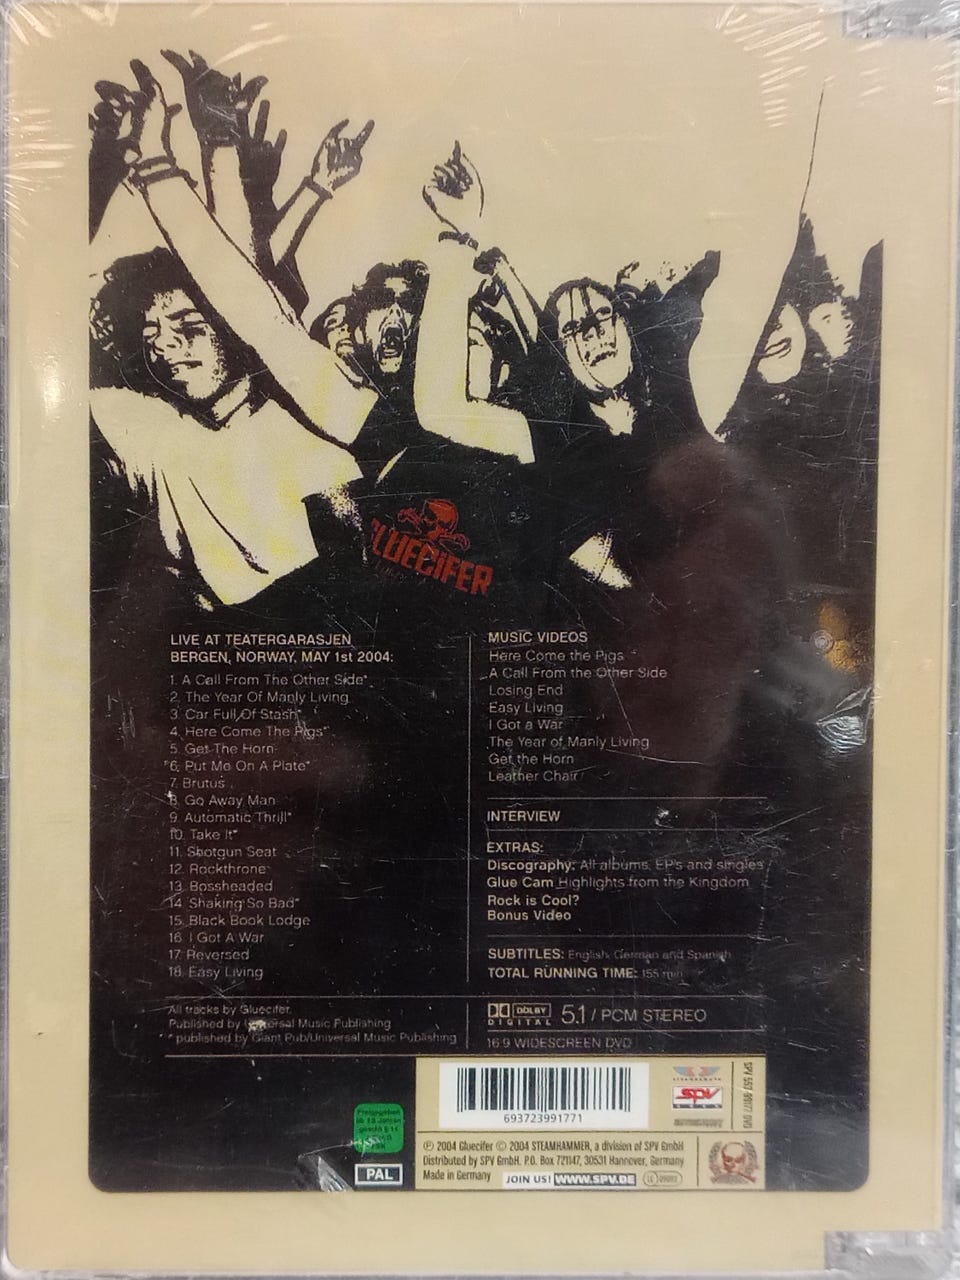 GLUECIFER
LIVE AT TEATERGARASJEN
BERGEN, NORWAY, MAY 1st 2004:
1. A Call From The Other Side*
2. The Year Of Manly Living
3. Car Full Of Stash*
4. Here Come The Pigs*
5. Get The Horn
6. Put Me On A Plate*
7. Brutus
8. Go Away Man
9. Automatic Thrill*
10. Take It*
11. Shotgun Seat
12. Rockthrone
13. Bossheaded
14. Shaking So Bad*
15. Black Book Lodge
16. I Got A War
17. Reversed
18. Easy Living
All tracks by Gluecifer.
Published by Universal Music Publishing
* published by Giant Pub/Universal Music Publishing
MUSIC VIDEOS
Here Come the Pigs
A Call From the Other Side
Losing End
Easy Living
I Got a War
The Year of Manly Living
Get the Horn
Leather Chair
INTERVIEW
EXTRAS:
Discography: All albums, EP's and singles
Glue Cam Highlights from the Kingdom
Rock is Cool?
Bonus Video
SUBTITLES: English, German and Spanish
TOTAL RUNNING TIME: 155 min
DOLBY DIGITAL 5.1 / PCM STEREO
16:9 WIDESCREEN DVD
693723991771
SPV
Freigegeben
ab 12 Jahren
gemäß §14
FSK
PAL
℗ 2004 Gluecifer © 2004 STEAMHAMMER, a division of SPV GmbH
Distributed by SPV GmbH. P.O. Box 721147, 30531 Hannover, Germany
Made in Germany JOIN US! WWW.SPV.DE